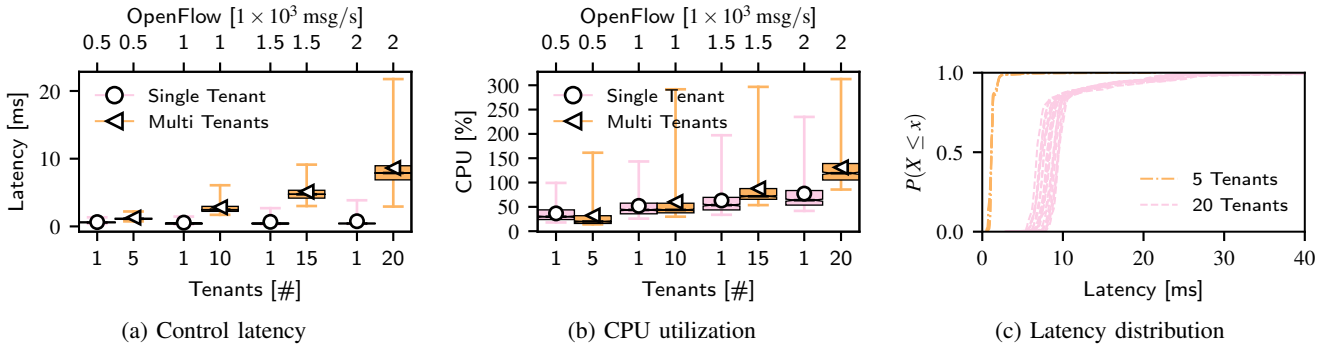 OpenFlow [1 × 10³ msg/s]
0.5 0.5 1 1 1.5 1.5 2 2
Latency [ms]
20
10
0
Single Tenant
Multi Tenants
1 5 1 10 1 15 1 20
Tenants [#]
(a) Control latency
OpenFlow [1 × 10³ msg/s]
0.5 0.5 1 1 1.5 1.5 2 2
CPU [%]
300
250
200
150
100
50
0
Single Tenant
Multi Tenants
1 5 1 10 1 15 1 20
Tenants [#]
(b) CPU utilization
P(X ≤ x)
1.0
0.5
0.0
5 Tenants
20 Tenants
0 10 20 30 40
Latency [ms]
(c) Latency distribution